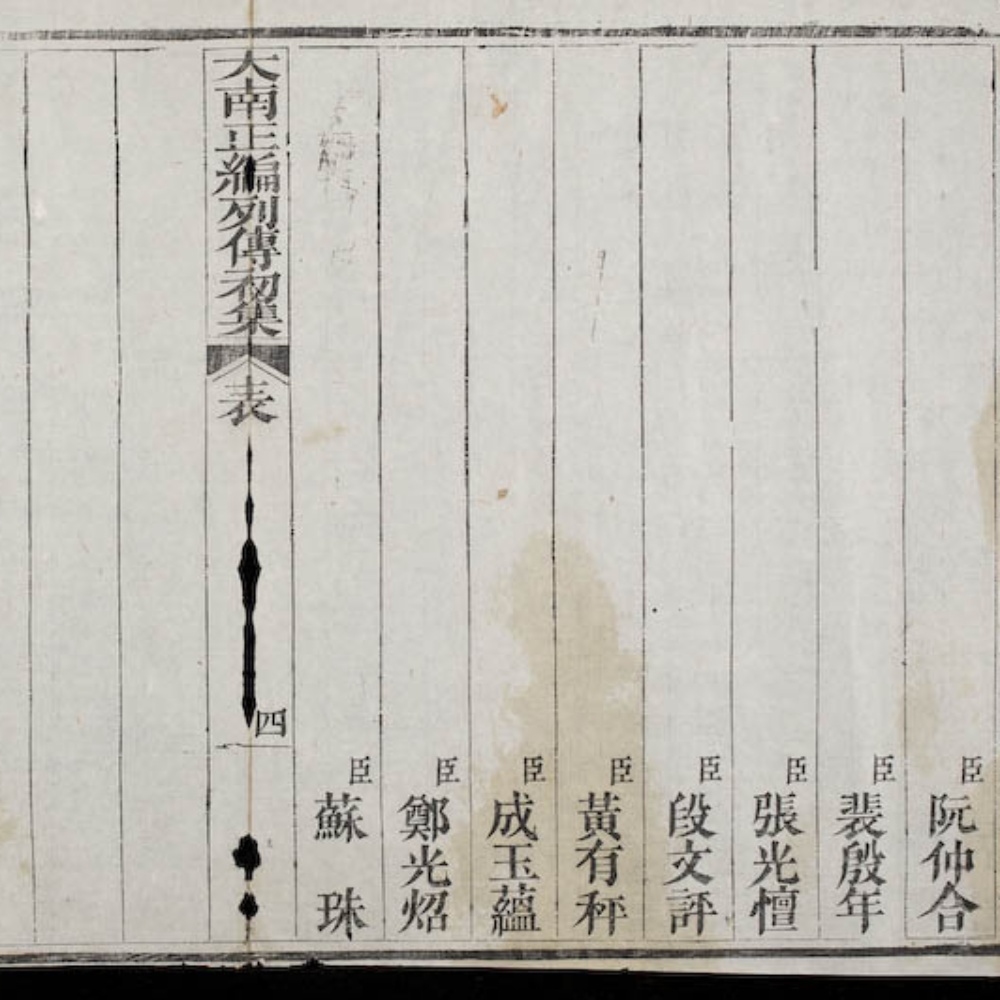 臣阮仲合
臣裴殷年
臣張光憻
臣段文評
臣黃有秤
臣成玉蘊
臣鄭光炤
臣蘇珠
大南正編列傳初集 表 四